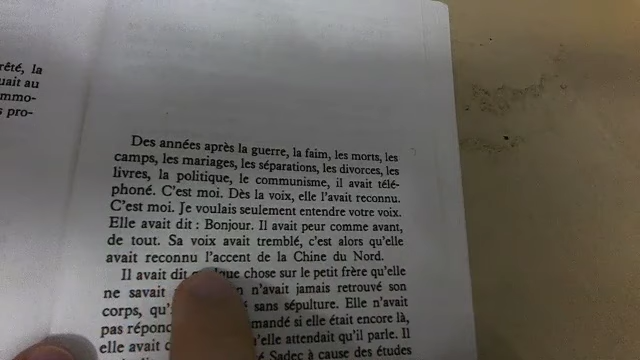 rêté, la
uait au
mmo-
s pro-
Des années après la guerre, la faim, les morts, les
camps, les mariages, les séparations, les divorces, les
livres, la politique, le communisme, il avait télé-
phoné. C'est moi. Dès la voix, elle l'avait reconnu.
C'est moi. Je voulais seulement entendre votre voix.
Elle avait dit : Bonjour. Il avait peur comme avant,
de tout. Sa voix avait tremblé, c'est alors qu'elle
avait reconnu l'accent de la Chine du Nord.
Il avait dit chose sur le petit frère qu'elle
ne savait n'avait jamais retrouvé son
corps, qu' sans sépulture. Elle n'avait
pas répond mandé si elle était encore là,
elle avait qu'elle attendait qu'il parle. Il
Sadec à cause des études